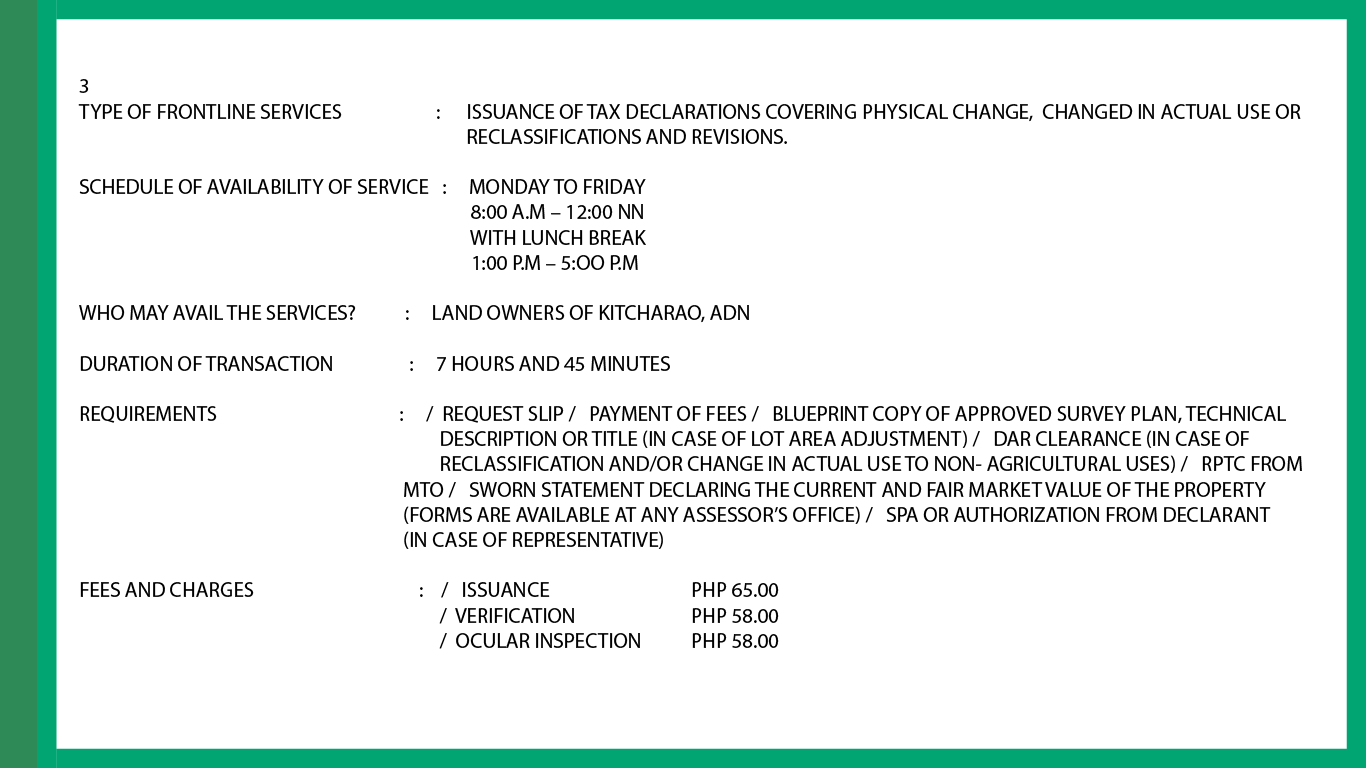 3
TYPE OF FRONTLINE SERVICES : ISSUANCE OF TAX DECLARATIONS COVERING PHYSICAL CHANGE, CHANGED IN ACTUAL USE OR
RECLASSIFICATIONS AND REVISIONS.
SCHEDULE OF AVAILABILITY OF SERVICE : MONDAY TO FRIDAY
8:00 A.M – 12:00 NN
WITH LUNCH BREAK
1:00 P.M – 5:OO P.M
WHO MAY AVAIL THE SERVICES? : LAND OWNERS OF KITCHARAO, ADN
DURATION OF TRANSACTION : 7 HOURS AND 45 MINUTES
REQUIREMENTS : / REQUEST SLIP / PAYMENT OF FEES / BLUEPRINT COPY OF APPROVED SURVEY PLAN, TECHNICAL
DESCRIPTION OR TITLE (IN CASE OF LOT AREA ADJUSTMENT) / DAR CLEARANCE (IN CASE OF
RECLASSIFICATION AND/OR CHANGE IN ACTUAL USE TO NON- AGRICULTURAL USES) / RPTC FROM
MTO / SWORN STATEMENT DECLARING THE CURRENT AND FAIR MARKET VALUE OF THE PROPERTY
(FORMS ARE AVAILABLE AT ANY ASSESSOR’S OFFICE) / SPA OR AUTHORIZATION FROM DECLARANT
(IN CASE OF REPRESENTATIVE)
FEES AND CHARGES : / ISSUANCE PHP 65.00
/ VERIFICATION PHP 58.00
/ OCULAR INSPECTION PHP 58.00